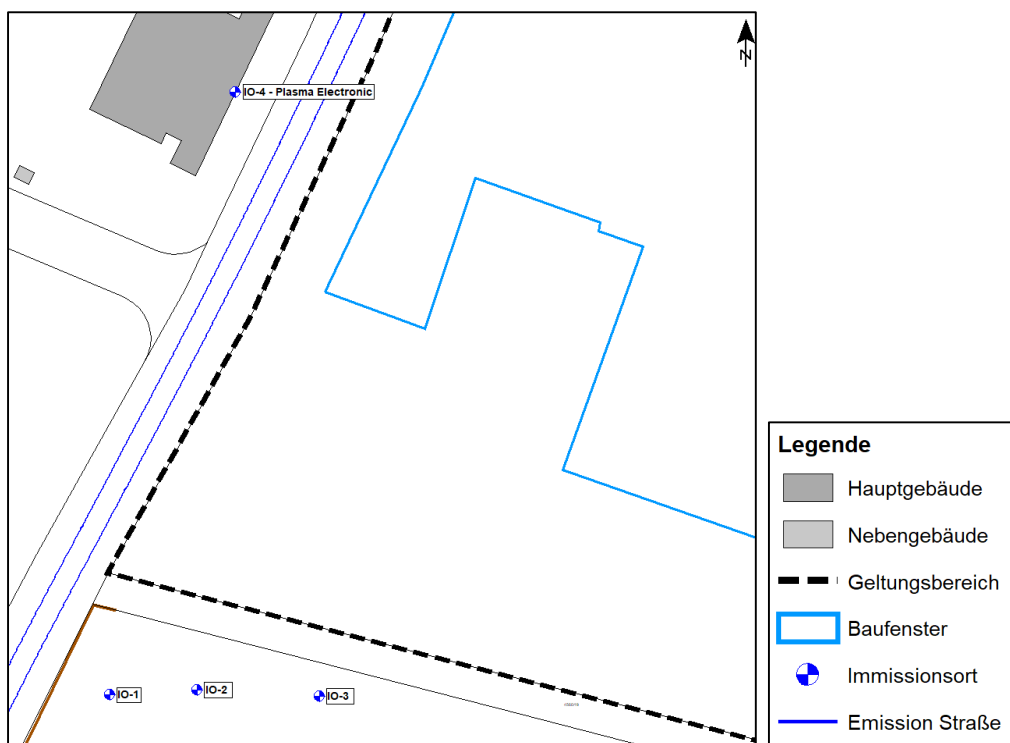 N
IO-4 - Plasma Electronic
IO-1
IO-2
IO-3
Legende
Hauptgebäude
Nebengebäude
Geltungsbereich
Baufenster
Immissionsort
Emission Straße